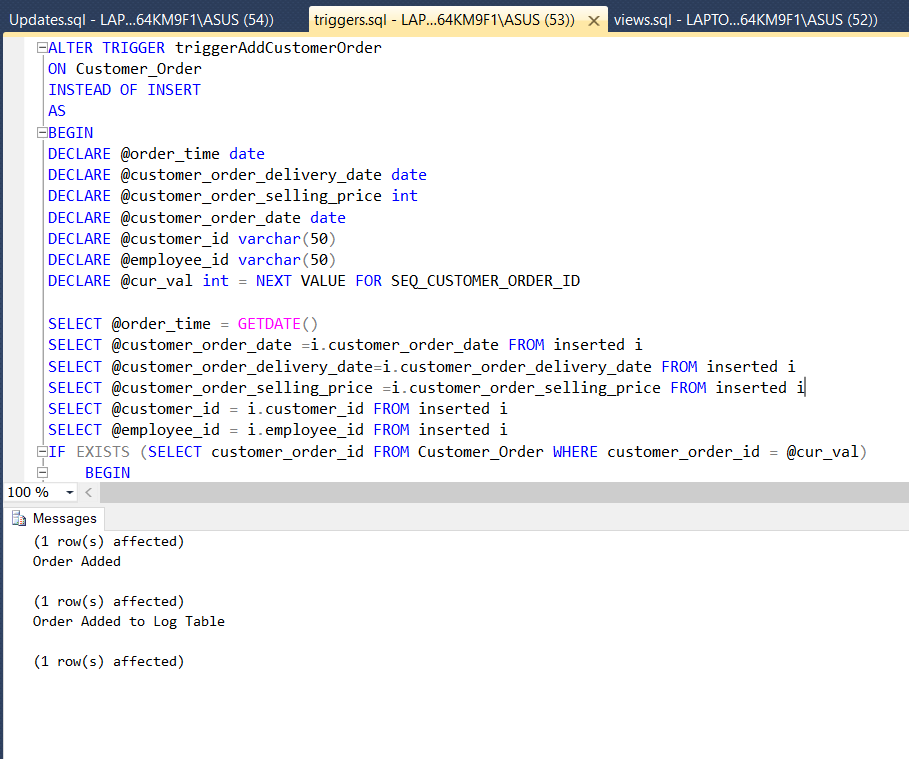 Updates.sql - LAP...64KM9F1\ASUS (54))
triggers.sql - LAP...64KM9F1\ASUS (53))
views.sql - LAPTO...64KM9F1\ASUS (52))
ALTER TRIGGER triggerAddCustomerOrder
ON Customer_Order
INSTEAD OF INSERT
AS
BEGIN
DECLARE @order_time date
DECLARE @customer_order_delivery_date date
DECLARE @customer_order_selling_price int
DECLARE @customer_order_date date
DECLARE @customer_id varchar(50)
DECLARE @employee_id varchar(50)
DECLARE @cur_val int = NEXT VALUE FOR SEQ_CUSTOMER_ORDER_ID
SELECT @order_time = GETDATE()
SELECT @customer_order_date =i.customer_order_date FROM inserted i
SELECT @customer_order_delivery_date=i.customer_order_delivery_date FROM inserted i
SELECT @customer_order_selling_price =i.customer_order_selling_price FROM inserted i
SELECT @customer_id = i.customer_id FROM inserted i
SELECT @employee_id = i.employee_id FROM inserted i
IF EXISTS (SELECT customer_order_id FROM Customer_Order WHERE customer_order_id = @cur_val)
BEGIN
100 %
Messages
(1 row(s) affected)
Order Added
(1 row(s) affected)
Order Added to Log Table
(1 row(s) affected)